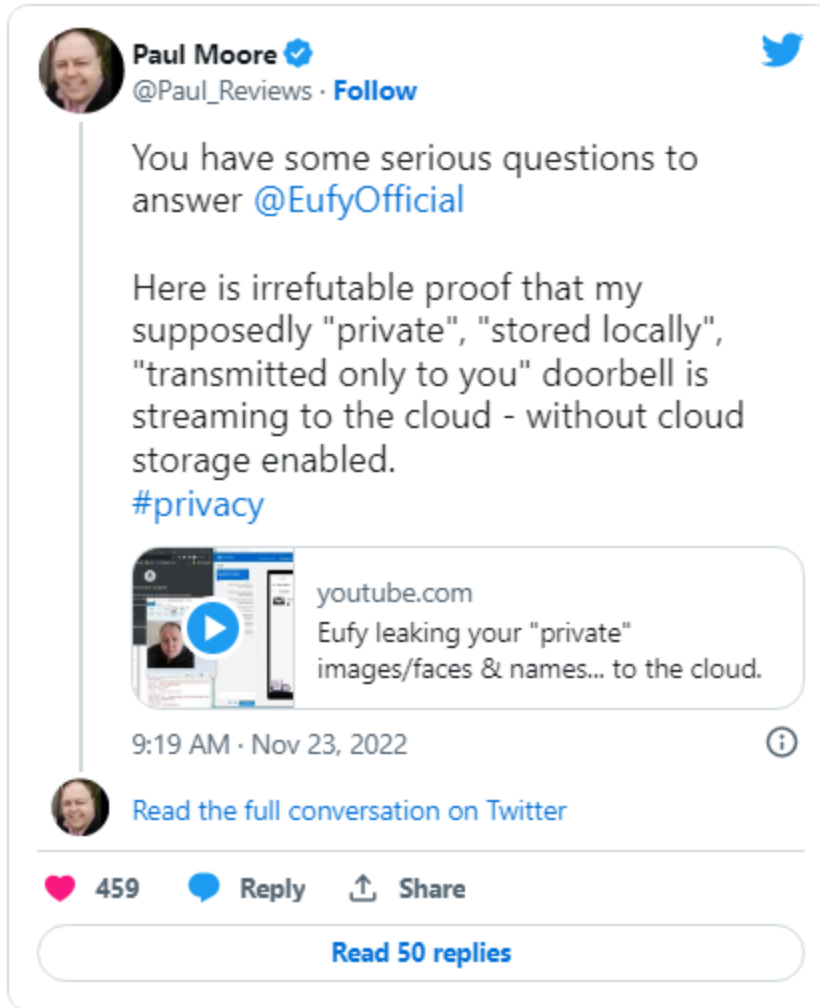 Paul Moore
@Paul_Reviews · Follow
You have some serious questions to
answer @EufyOfficial
Here is irrefutable proof that my
supposedly "private", "stored locally",
"transmitted only to you" doorbell is
streaming to the cloud - without cloud
storage enabled.
#privacy
youtube.com
Eufy leaking your "private"
images/faces & names... to the cloud.
9:19 AM · Nov 23, 2022
Read the full conversation on Twitter
459 Reply Share
Read 50 replies